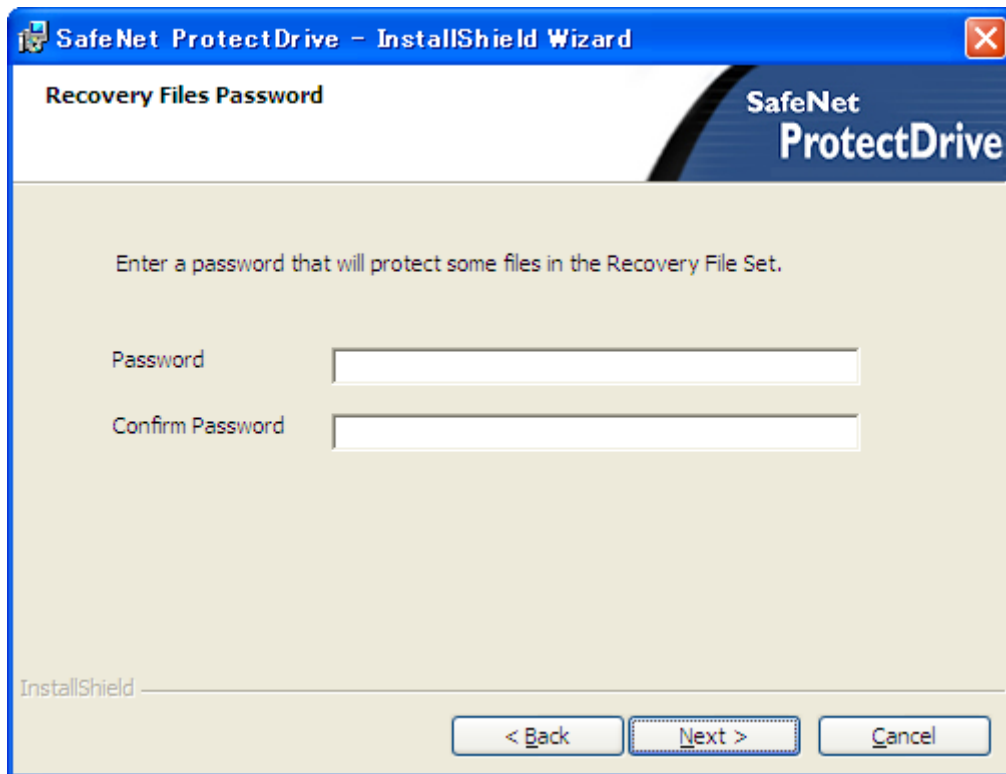 SafeNet ProtectDrive - InstallShield Wizard
Recovery Files Password
SafeNet
ProtectDrive
Enter a password that will protect some files in the Recovery File Set.
Password
Confirm Password
InstallShield
< Back
Next >
Cancel